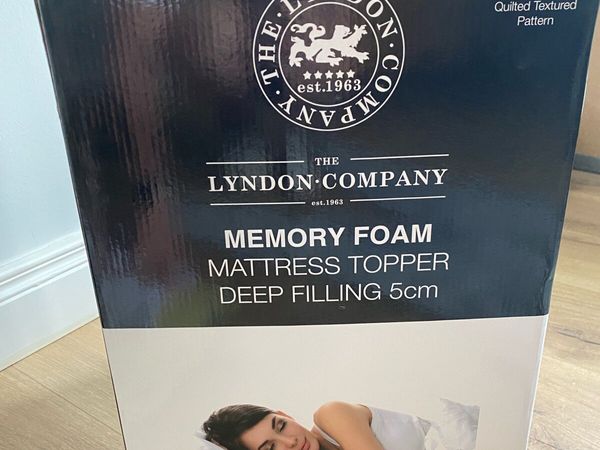 Quilted Textured
Pattern
THE · LYNDON · COMPANY ·
est.1963
THE
LYNDON·COMPANY
est.1963
MEMORY FOAM
MATTRESS TOPPER
DEEP FILLING 5cm